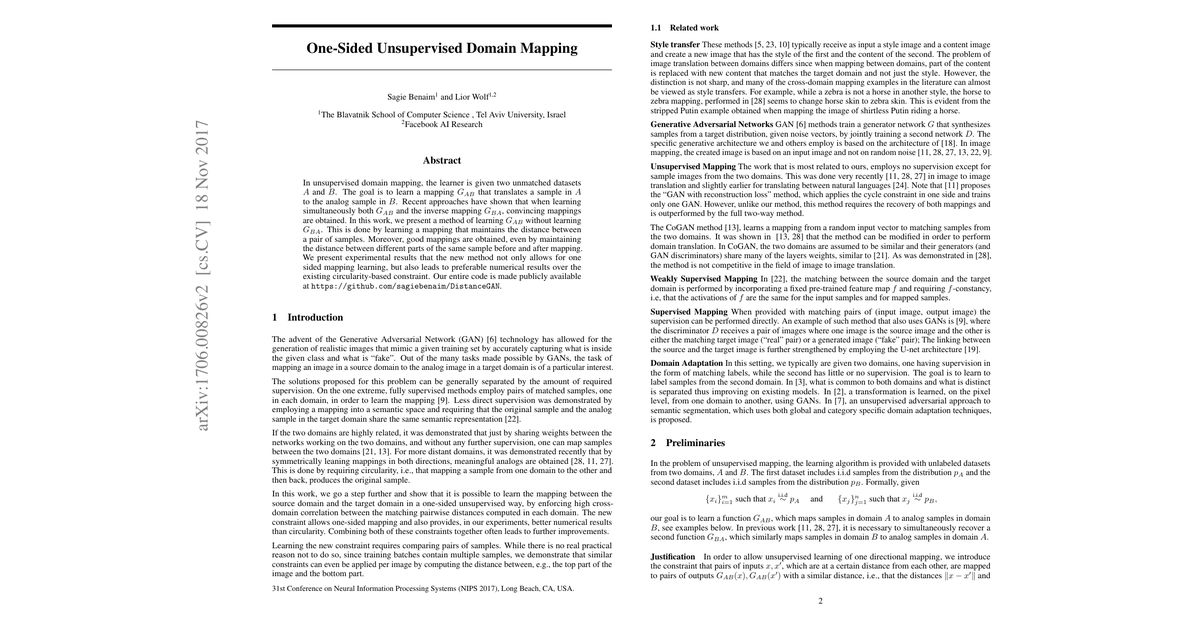 arXiv:1706.00826v2 [cs.CV] 18 Nov 2017
One-Sided Unsupervised Domain Mapping
Sagie Benaim¹ and Lior Wolf¹,²
¹The Blavatnik School of Computer Science , Tel Aviv University, Israel
²Facebook AI Research
Abstract
In unsupervised domain mapping, the learner is given two unmatched datasets
A and B. The goal is to learn a mapping G_AB that translates a sample in A
to the analog sample in B. Recent approaches have shown that when learning
simultaneously both G_AB and the inverse mapping G_BA, convincing mappings
are obtained. In this work, we present a method of learning G_AB without learning
G_BA. This is done by learning a mapping that maintains the distance between
a pair of samples. Moreover, good mappings are obtained, even by maintaining
the distance between different parts of the same sample before and after mapping.
We present experimental results that the new method not only allows for one
sided mapping learning, but also leads to preferable numerical results over the
existing circularity-based constraint. Our entire code is made publicly available
at https://github.com/sagiebenaim/DistanceGAN.
1 Introduction
The advent of the Generative Adversarial Network (GAN) [6] technology has allowed for the
generation of realistic images that mimic a given training set by accurately capturing what is inside
the given class and what is "fake". Out of the many tasks made possible by GANs, the task of
mapping an image in a source domain to the analog image in a target domain is of a particular interest.
The solutions proposed for this problem can be generally separated by the amount of required
supervision. On the one extreme, fully supervised methods employ pairs of matched samples, one
in each domain, in order to learn the mapping [9]. Less direct supervision was demonstrated by
employing a mapping into a semantic space and requiring that the original sample and the analog
sample in the target domain share the same semantic representation [22].
If the two domains are highly related, it was demonstrated that just by sharing weights between the
networks working on the two domains, and without any further supervision, one can map samples
between the two domains [21, 13]. For more distant domains, it was demonstrated recently that by
symmetrically leaning mappings in both directions, meaningful analogs are obtained [28, 11, 27].
This is done by requiring circularity, i.e., that mapping a sample from one domain to the other and
then back, produces the original sample.
In this work, we go a step further and show that it is possible to learn the mapping between the
source domain and the target domain in a one-sided unsupervised way, by enforcing high cross-
domain correlation between the matching pairwise distances computed in each domain. The new
constraint allows one-sided mapping and also provides, in our experiments, better numerical results
than circularity. Combining both of these constraints together often leads to further improvements.
Learning the new constraint requires comparing pairs of samples. While there is no real practical
reason not to do so, since training batches contain multiple samples, we demonstrate that similar
constraints can even be applied per image by computing the distance between, e.g., the top part of the
image and the bottom part.
31st Conference on Neural Information Processing Systems (NIPS 2017), Long Beach, CA, USA.
1.1 Related work
Style transfer These methods [5, 23, 10] typically receive as input a style image and a content image
and create a new image that has the style of the first and the content of the second. The problem of
image translation between domains differs since when mapping between domains, part of the content
is replaced with new content that matches the target domain and not just the style. However, the
distinction is not sharp, and many of the cross-domain mapping examples in the literature can almost
be viewed as style transfers. For example, while a zebra is not a horse in another style, the horse to
zebra mapping, performed in [28] seems to change horse skin to zebra skin. This is evident from the
stripped Putin example obtained when mapping the image of shirtless Putin riding a horse.
Generative Adversarial Networks GAN [6] methods train a generator network G that synthesizes
samples from a target distribution, given noise vectors, by jointly training a second network D. The
specific generative architecture we and others employ is based on the architecture of [18]. In image
mapping, the created image is based on an input image and not on random noise [11, 28, 27, 13, 22, 9].
Unsupervised Mapping The work that is most related to ours, employs no supervision except for
sample images from the two domains. This was done very recently [11, 28, 27] in image to image
translation and slightly earlier for translating between natural languages [24]. Note that [11] proposes
the "GAN with reconstruction loss" method, which applies the cycle constraint in one side and trains
only one GAN. However, unlike our method, this method requires the recovery of both mappings and
is outperformed by the full two-way method.
The CoGAN method [13], learns a mapping from a random input vector to matching samples from
the two domains. It was shown in [13, 28] that the method can be modified in order to perform
domain translation. In CoGAN, the two domains are assumed to be similar and their generators (and
GAN discriminators) share many of the layers weights, similar to [21]. As was demonstrated in [28],
the method is not competitive in the field of image to image translation.
Weakly Supervised Mapping In [22], the matching between the source domain and the target
domain is performed by incorporating a fixed pre-trained feature map f and requiring f-constancy,
i.e, that the activations of f are the same for the input samples and for mapped samples.
Supervised Mapping When provided with matching pairs of (input image, output image) the
supervision can be performed directly. An example of such method that also uses GANs is [9], where
the discriminator D receives a pair of images where one image is the source image and the other is
either the matching target image ("real" pair) or a generated image ("fake" pair); The linking between
the source and the target image is further strengthened by employing the U-net architecture [19].
Domain Adaptation In this setting, we typically are given two domains, one having supervision in
the form of matching labels, while the second has little or no supervision. The goal is to learn to
label samples from the second domain. In [3], what is common to both domains and what is distinct
is separated thus improving on existing models. In [2], a transformation is learned, on the pixel
level, from one domain to another, using GANs. In [7], an unsupervised adversarial approach to
semantic segmentation, which uses both global and category specific domain adaptation techniques,
is proposed.
2 Preliminaries
In the problem of unsupervised mapping, the learning algorithm is provided with unlabeled datasets
from two domains, A and B. The first dataset includes i.i.d samples from the distribution p_A and the
second dataset includes i.i.d samples from the distribution p_B. Formally, given
{x_i}_{i=1}^m such that x_i i.i.d ~ p_A and {x_j}_{j=1}^n such that x_j i.i.d ~ p_B,
our goal is to learn a function G_AB, which maps samples in domain A to analog samples in domain
B, see examples below. In previous work [11, 28, 27], it is necessary to simultaneously recover a
second function G_BA, which similarly maps samples in domain B to analog samples in domain A.
Justification In order to allow unsupervised learning of one directional mapping, we introduce
the constraint that pairs of inputs x, x′, which are at a certain distance from each other, are mapped
to pairs of outputs G_AB(x), G_AB(x′) with a similar distance, i.e., that the distances ‖x − x′‖ and
2